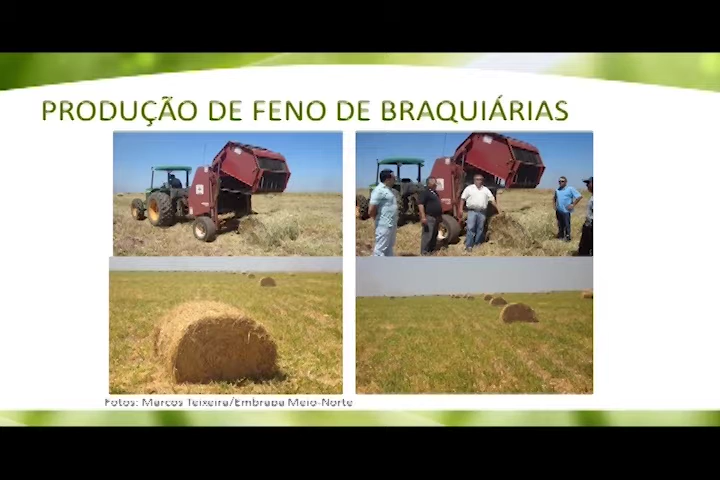 PRODUÇÃO DE FENO DE BRAQUIÁRIAS
Fotos: Marcos Teixeira/Embrapa Meio-Norte